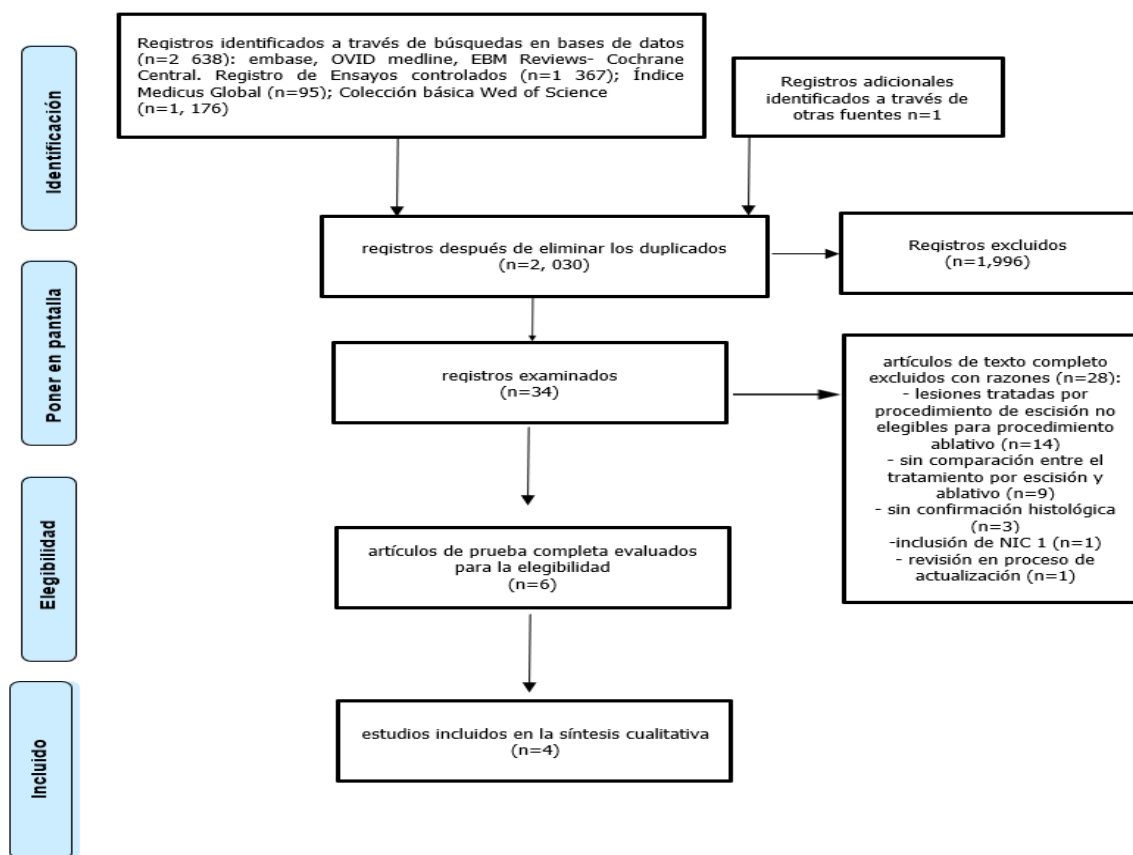 Identificación
Registros identificados a través de búsquedas en bases de datos
(n=2 638): embase, OVID medline, EBM Reviews- Cochrane
Central. Registro de Ensayos controlados (n=1 367); Índice
Medicus Global (n=95); Colección básica Wed of Science
(n=1, 176)
Registros adicionales
identificados a través de
otras fuentes n=1
registros después de eliminar los duplicados
(n=2, 030)
Registros excluidos
(n=1,996)
Poner en pantalla
registros examinados
(n=34)
artículos de texto completo
excluidos con razones (n=28):
- lesiones tratadas por
procedimiento de escisión no
elegibles para procedimiento
ablativo (n=14)
- sin comparación entre el
tratamiento por escisión y
ablativo (n=9)
- sin confirmación histológica
(n=3)
-inclusión de NIC 1 (n=1)
- revisión en proceso de
actualización (n=1)
Elegibilidad
artículos de prueba completa evaluados
para la elegibilidad
(n=6)
Incluido
estudios incluidos en la síntesis cualitativa
(n=4)